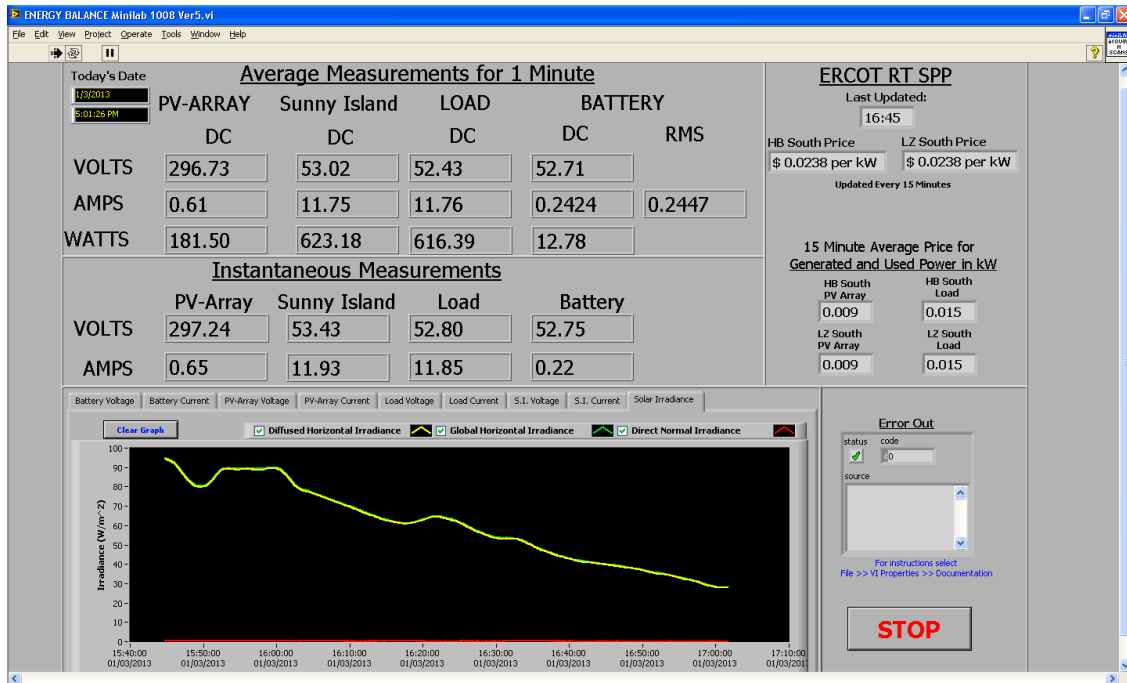 ENERGY BALANCE Minilab 1008 Ver5.vi
File Edit View Project Operate Tools Window Help
miniLAB
ACQUIR
N
SCANS
Today's Date
1/3/2013
5:01:26 PM
Average Measurements for 1 Minute
PV-ARRAY Sunny Island LOAD BATTERY
DC DC DC DC RMS
VOLTS 296.73 53.02 52.43 52.71
AMPS 0.61 11.75 11.76 0.2424 0.2447
WATTS 181.50 623.18 616.39 12.78
Instantaneous Measurements
PV-Array Sunny Island Load Battery
VOLTS 297.24 53.43 52.80 52.75
AMPS 0.65 11.93 11.85 0.22
ERCOT RT SPP
Last Updated:
16:45
HB South Price LZ South Price
$ 0.0238 per kW $ 0.0238 per kW
Updated Every 15 Minutes
15 Minute Average Price for
Generated and Used Power in kW
HB South PV Array HB South Load
0.009 0.015
LZ South PV Array LZ South Load
0.009 0.015
Battery Voltage Battery Current PV-Array Voltage PV-Array Current Load Voltage Load Current S.I. Voltage S.I. Current Solar Irradiance
Clear Graph Diffused Horizontal Irradiance Global Horizontal Irradiance Direct Normal Irradiance
Irradiance (W/m^2)
100
90
80
70
60
50
40
30
20
10
0
15:40:00 15:50:00 16:00:00 16:10:00 16:20:00 16:30:00 16:40:00 16:50:00 17:00:00 17:10:00
01/03/2013 01/03/2013 01/03/2013 01/03/2013 01/03/2013 01/03/2013 01/03/2013 01/03/2013 01/03/2013 01/03/2013
Error Out
status code
0
source
For instructions select
File >> VI Properties >> Documentation
STOP